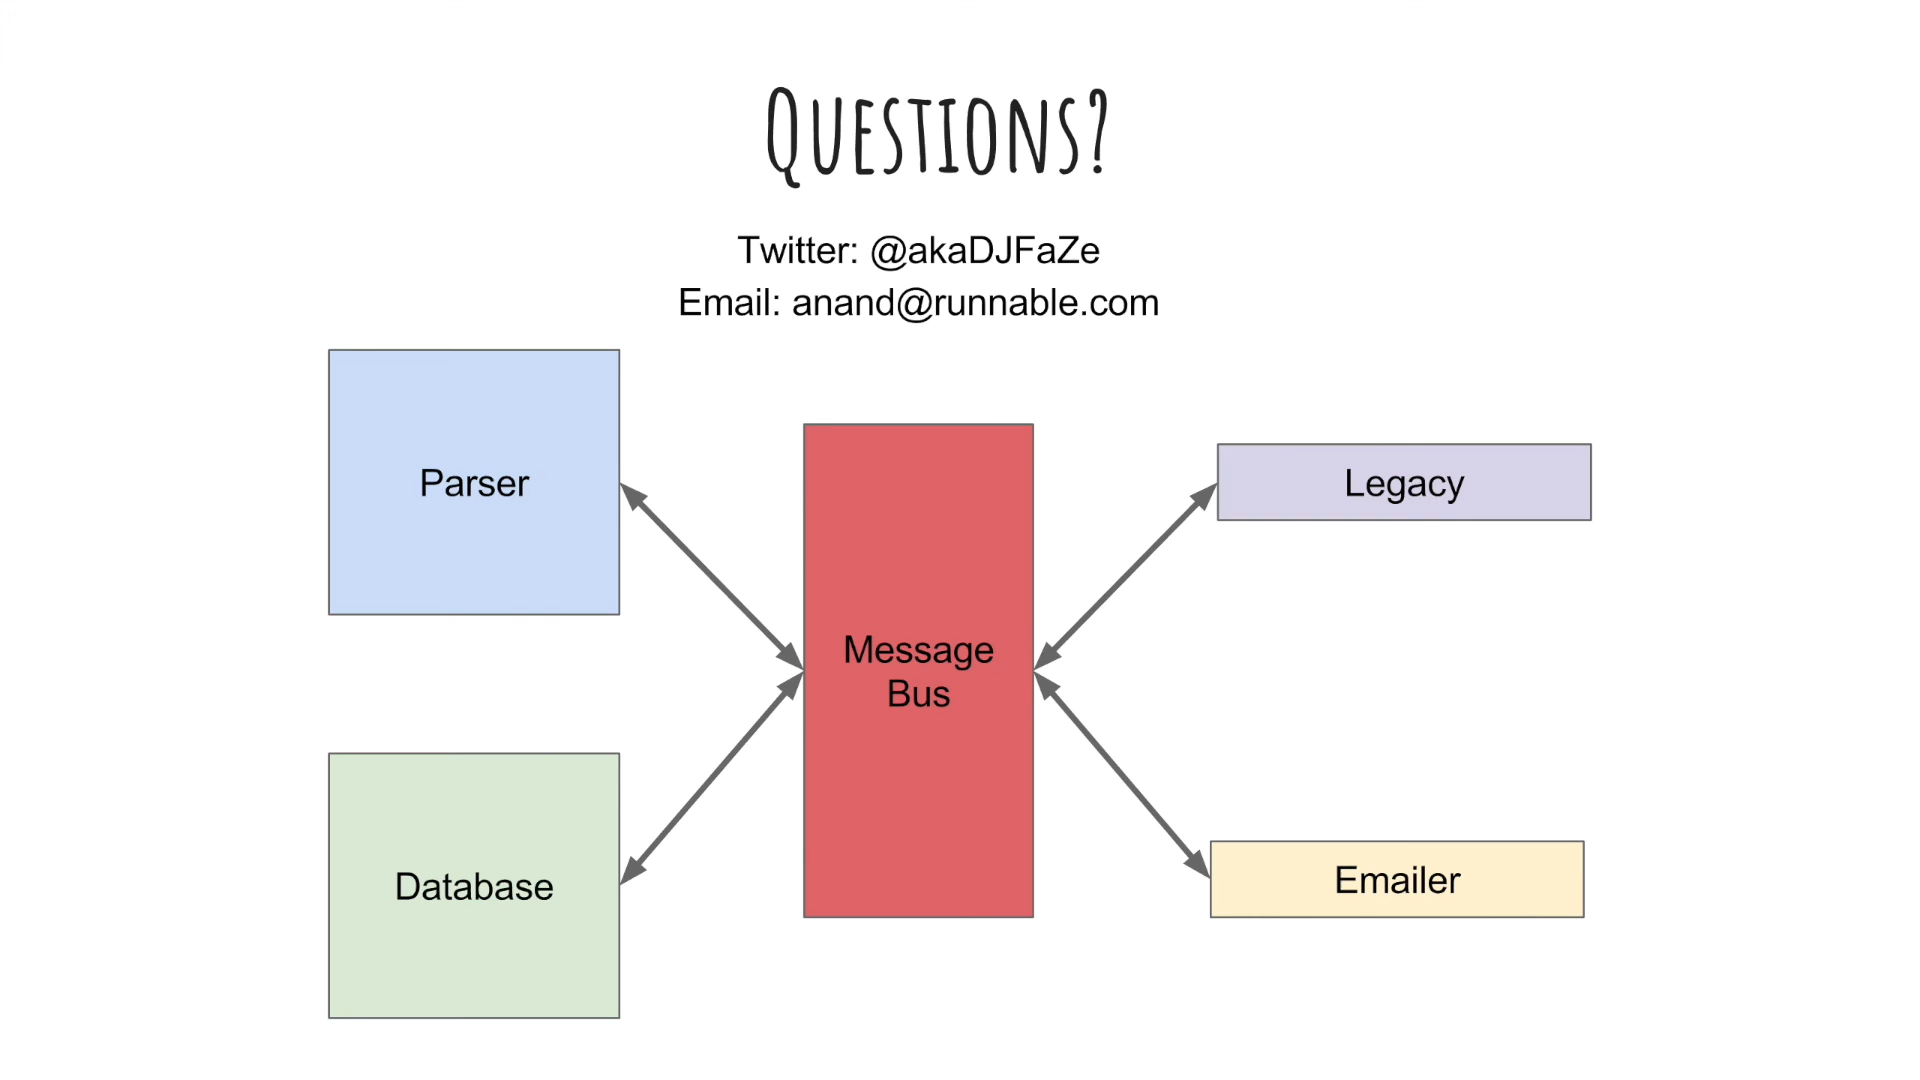 QUESTIONS?
Twitter: @akaDJFaZe
Email: anand@runnable.com
Parser
Legacy
Message
Bus
Database
Emailer